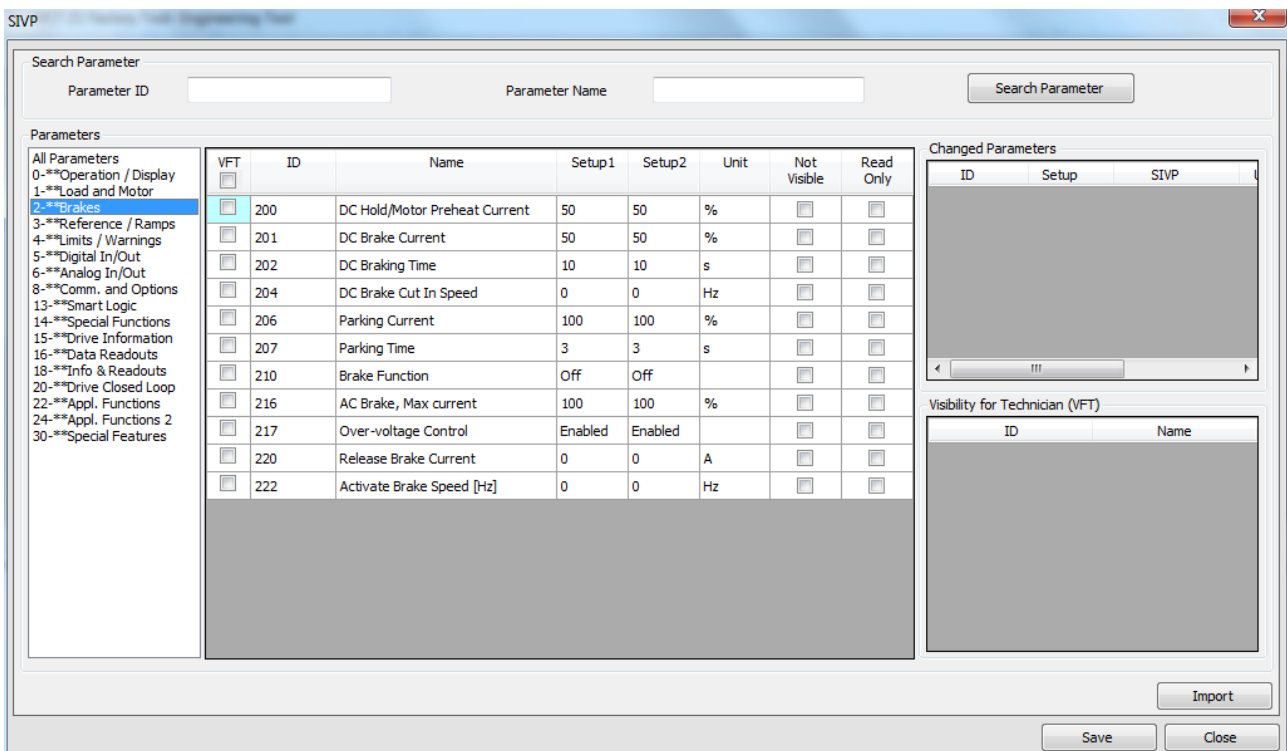 SIVP
Search Parameter
Parameter ID
Parameter Name
Search Parameter
Parameters
All Parameters
0-**Operation / Display
1-**Load and Motor
2-**Brakes
3-**Reference / Ramps
4-**Limits / Warnings
5-**Digital In/Out
6-**Analog In/Out
8-**Comm. and Options
13-**Smart Logic
14-**Special Functions
15-**Drive Information
16-**Data Readouts
18-**Info & Readouts
20-**Drive Closed Loop
22-**Appl. Functions
24-**Appl. Functions 2
30-**Special Features
VFT ID Name Setup1 Setup2 Unit Not Visible Read Only
200 DC Hold/Motor Preheat Current 50 50 %
201 DC Brake Current 50 50 %
202 DC Braking Time 10 10 s
204 DC Brake Cut In Speed 0 0 Hz
206 Parking Current 100 100 %
207 Parking Time 3 3 s
210 Brake Function Off Off
216 AC Brake, Max current 100 100 %
217 Over-voltage Control Enabled Enabled
220 Release Brake Current 0 0 A
222 Activate Brake Speed [Hz] 0 0 Hz
Changed Parameters
ID Setup SIVP
Visibility for Technician (VFT)
ID Name
Import
Save
Close